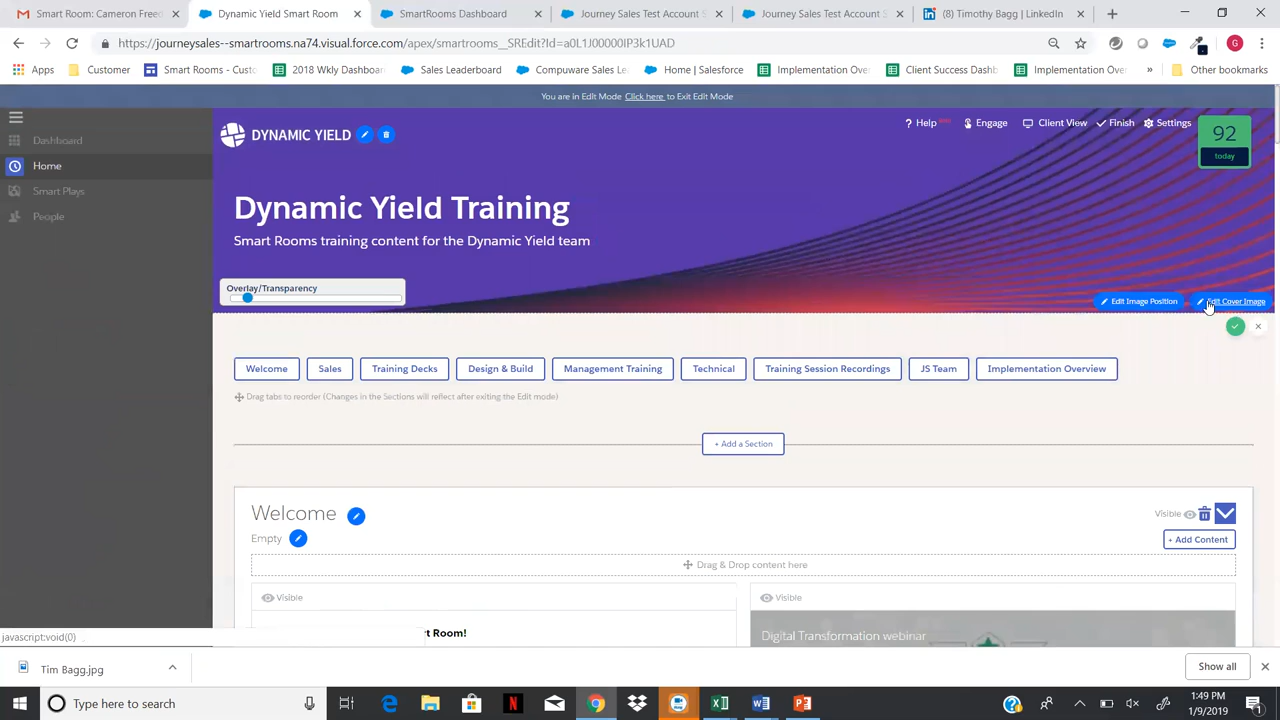 Smart Room: Cameron Freed
Dynamic Yield Smart Room
SmartRooms Dashboard
Journey Sales Test Account S
Journey Sales Test Account S
(8) Timothy Bagg | LinkedIn
https://journeysales--smartrooms.na74.visual.force.com/apex/smartrooms__SREdit?Id=a0L1J00000IP3k1UAD
G
Apps
Customer
Smart Rooms - Custo
2018 Wkly Dashboar
Sales Leaderboard
Compuware Sales Le
Home | Salesforce
Implementation Over
Client Success Dashb
Implementation Over
»
Other bookmarks
You are in Edit Mode Click here to Exit Edit Mode
Dashboard
Home
Smart Plays
People
DYNAMIC YIELD
Help
Engage
Client View
Finish
Settings
92
today
Dynamic Yield Training
Smart Rooms training content for the Dynamic Yield team
Overlay/Transparency
Edit Image Position
Edit Cover Image
Welcome
Sales
Training Decks
Design & Build
Management Training
Technical
Training Session Recordings
JS Team
Implementation Overview
Drag tabs to reorder (Changes in the Sections will reflect after exiting the Edit mode)
+ Add a Section
Welcome
Visible
Empty
+ Add Content
Drag & Drop content here
Visible
Visible
rt Room!
Digital Transformation webinar
javascript:void(0)
Tim Bagg.jpg
Show all
Type here to search
1:49 PM
1/9/2019